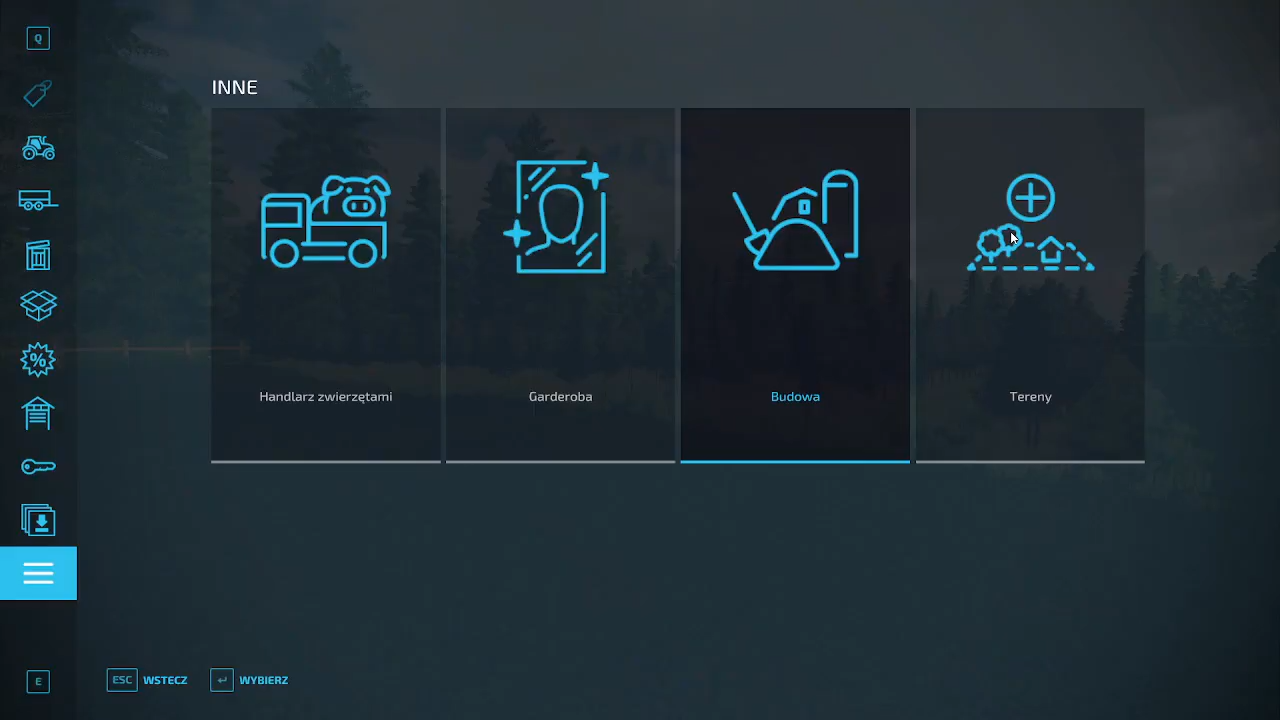 Q
INNE
%
Handlarz zwierzętami
Garderoba
Budowa
Tereny
E
ESC WSTECZ ↵ WYBIERZ